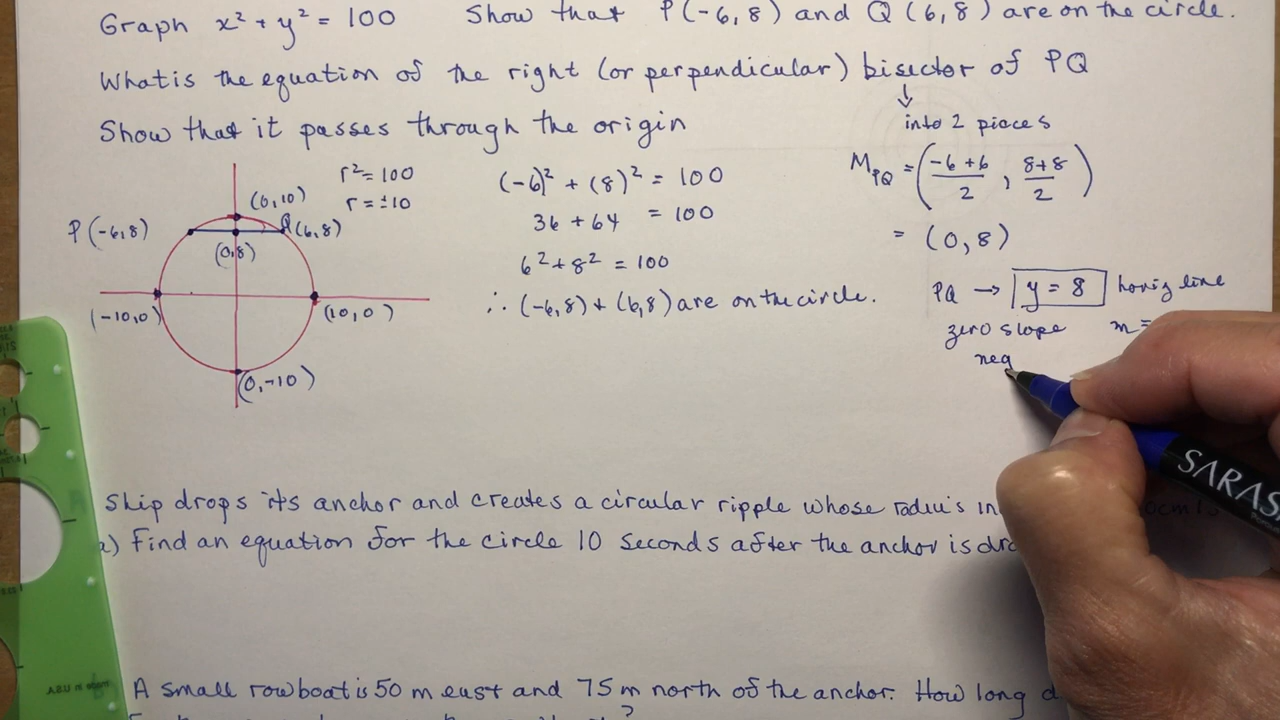 Graph x² + y² = 100 Show that P(-6,8) and Q(6,8) are on the circle.
What is the equation of the right (or perpendicular) bisector of PQ
↓
into 2 pieces
Show that it passes through the origin
r² = 100
r = ±10
(0,10)
P(-6,8)
Q(6,8)
(0,8)
(-10,0)
(10,0)
(0,-10)
(-6)² + (8)² = 100
36 + 64 = 100
6² + 8² = 100
∴ (-6,8) + (6,8) are on the circle.
M_PQ = (-6+6/2, 8+8/2)
= (0,8)
PQ → y = 8 horiz line
zero slope m =
neg
Ship drops its anchor and creates a circular ripple whose radius in
a) Find an equation for the circle 10 seconds after the anchor is dro
A small rowboat is 50 m east and 75 m north of the anchor. How long d
SARAS